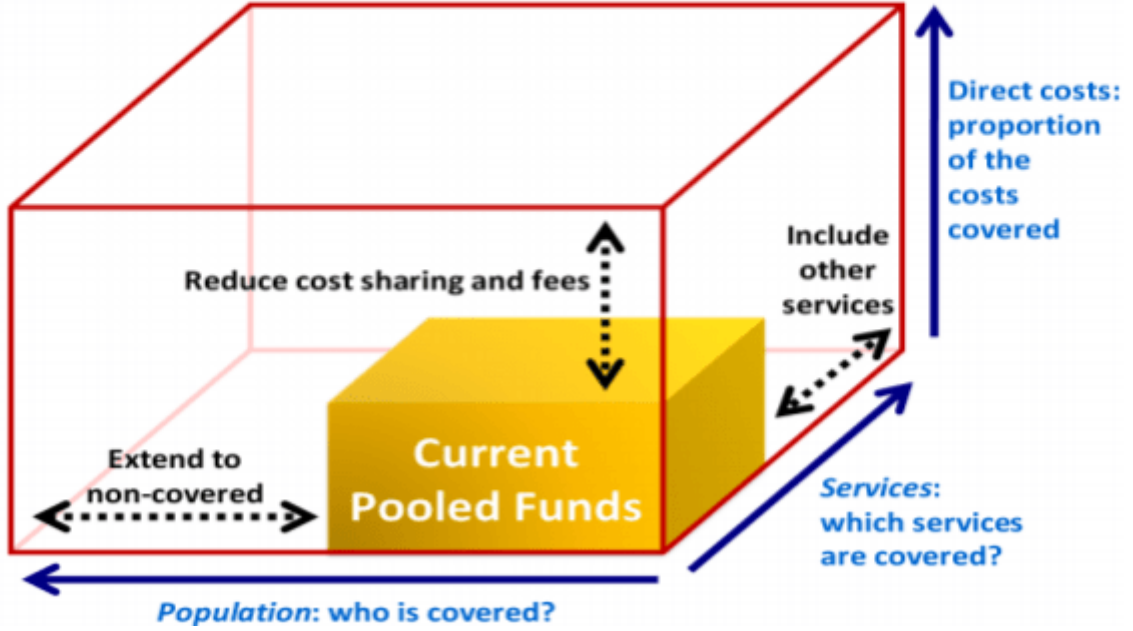 Direct costs:
proportion
of the
costs
covered
Include
other
services
Reduce cost sharing and fees
Current
Pooled Funds
Extend to
non-covered
Services:
which services
are covered?
Population: who is covered?